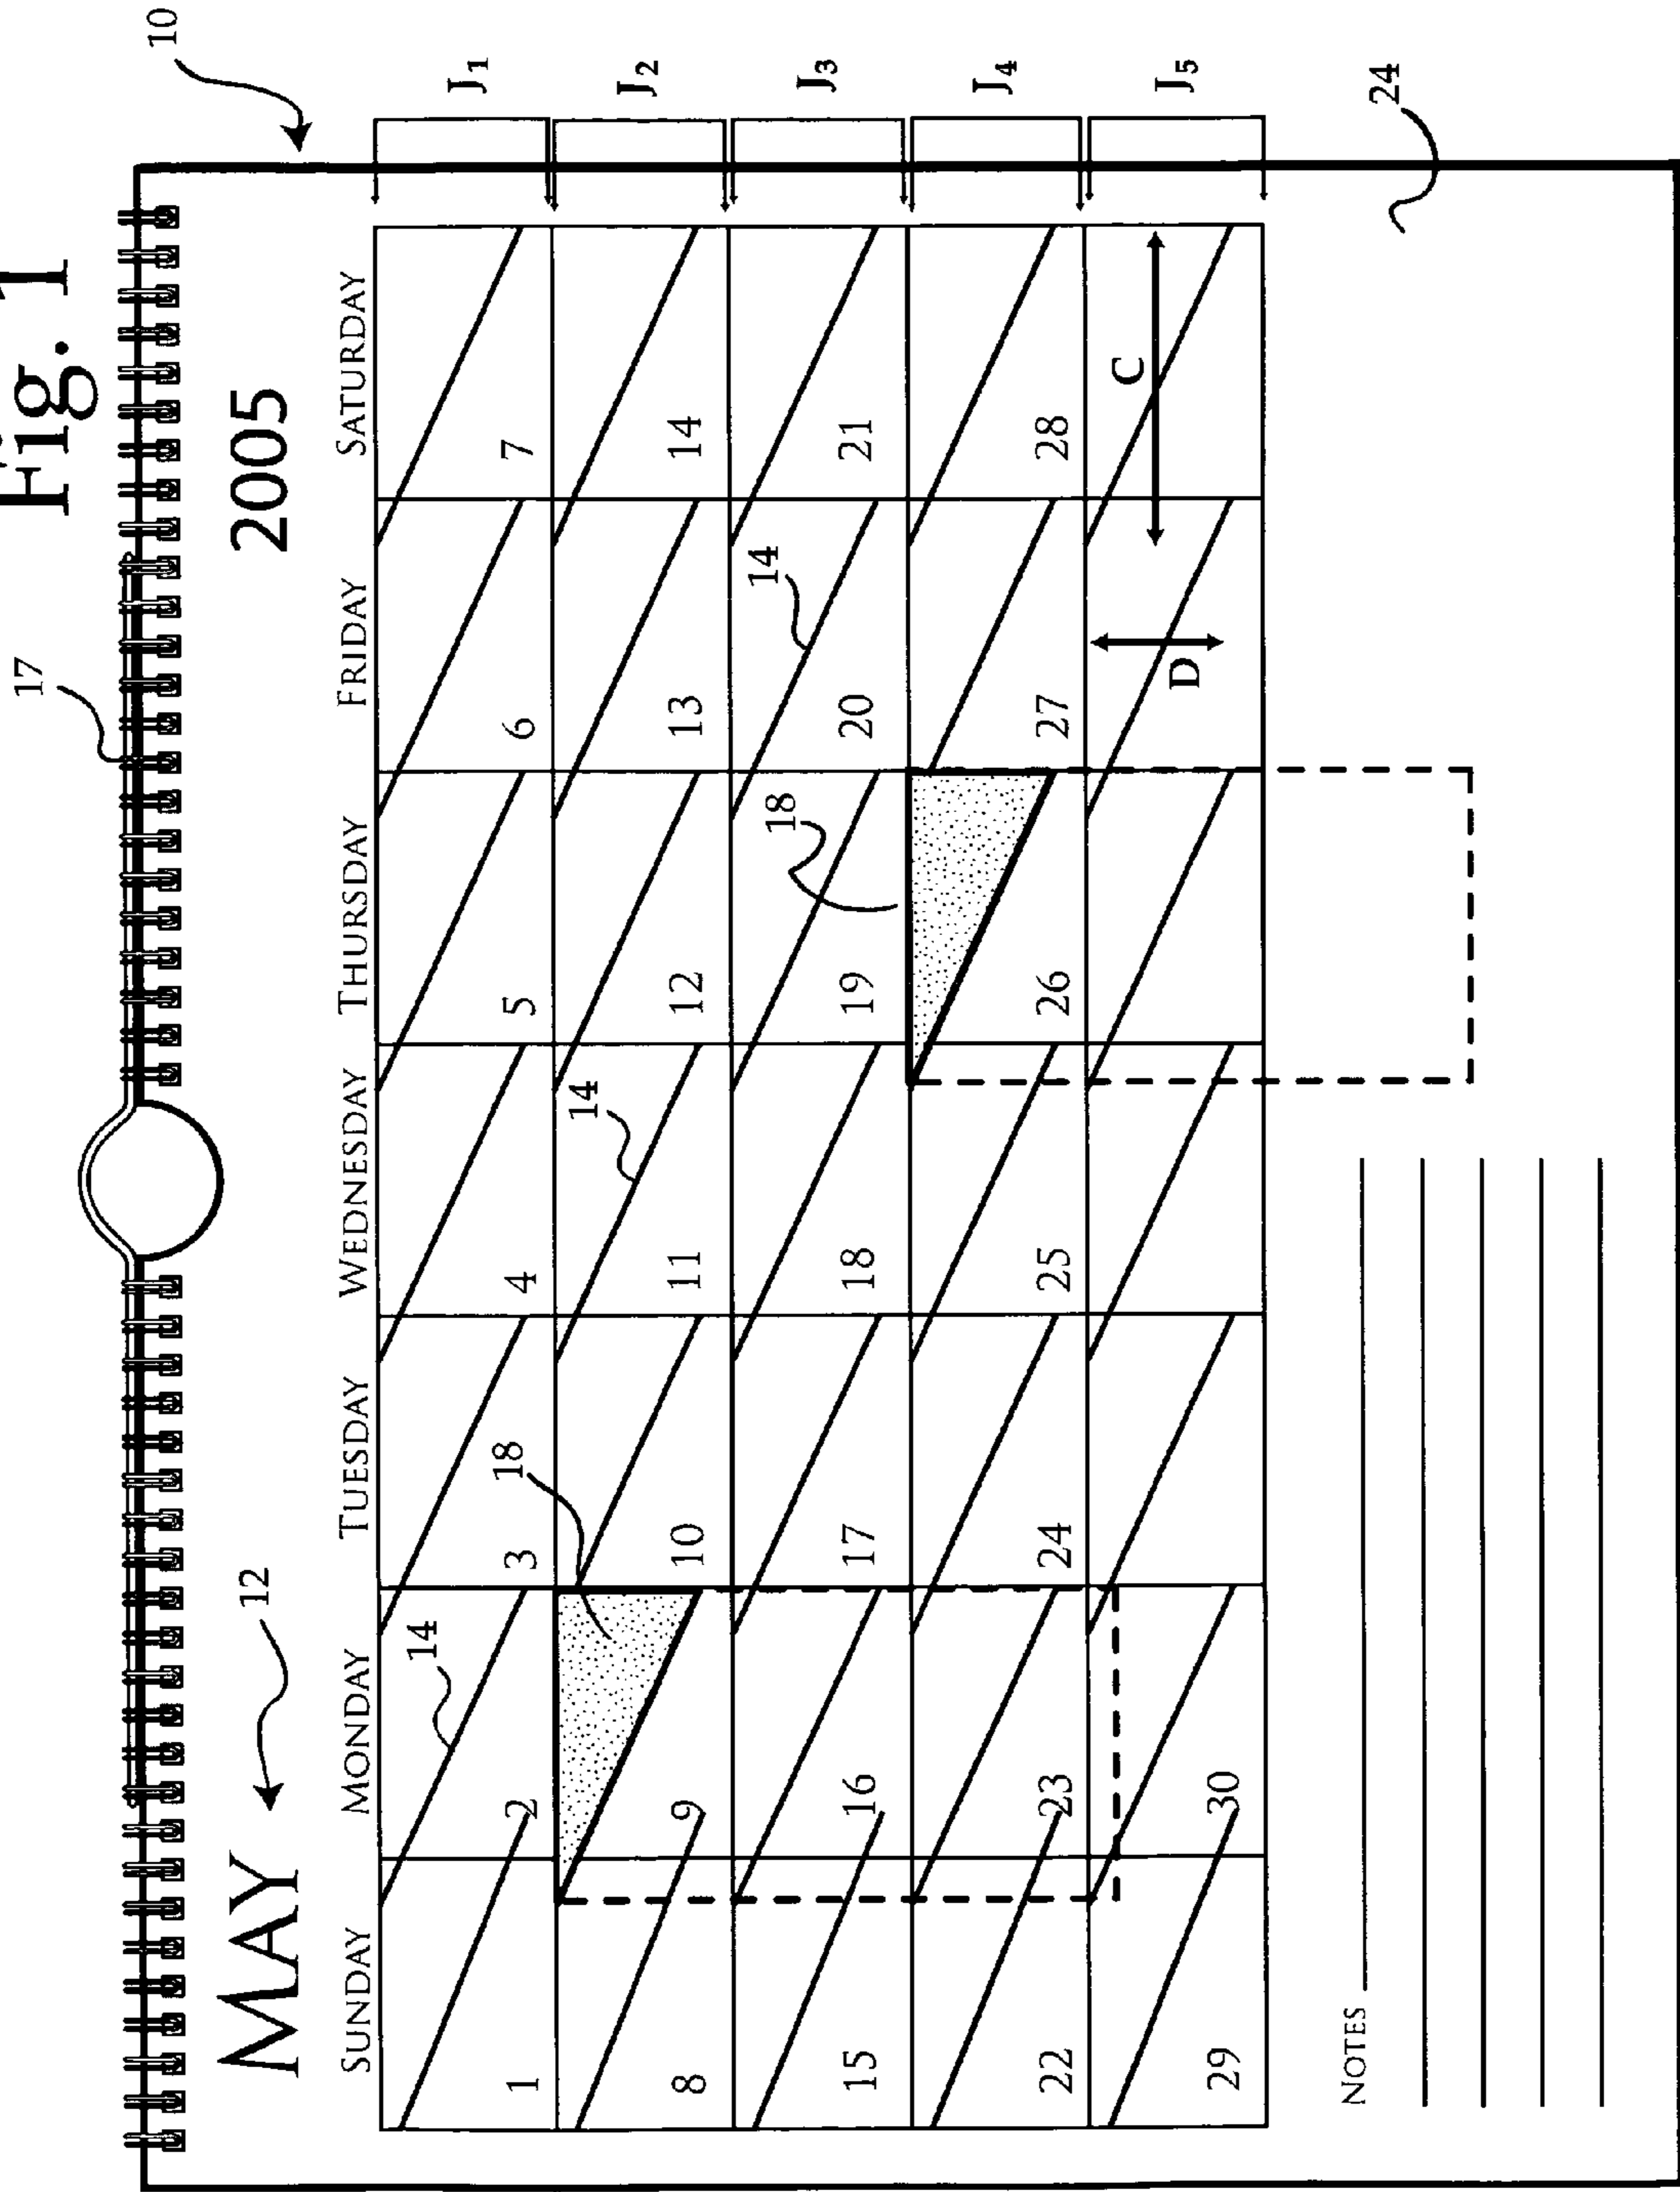 Fig. 1
17
10
MAY
12
2005
SUNDAY MONDAY TUESDAY WEDNESDAY THURSDAY FRIDAY SATURDAY
14
18
1 2 3 4 5 6 7
J1
14
8 9 10 11 12 13 14
J2
18
14
15 16 17 18 19 20 21
J3
22 23 24 25 26 27 28
J4
C
D
29 30
J5
NOTES
24